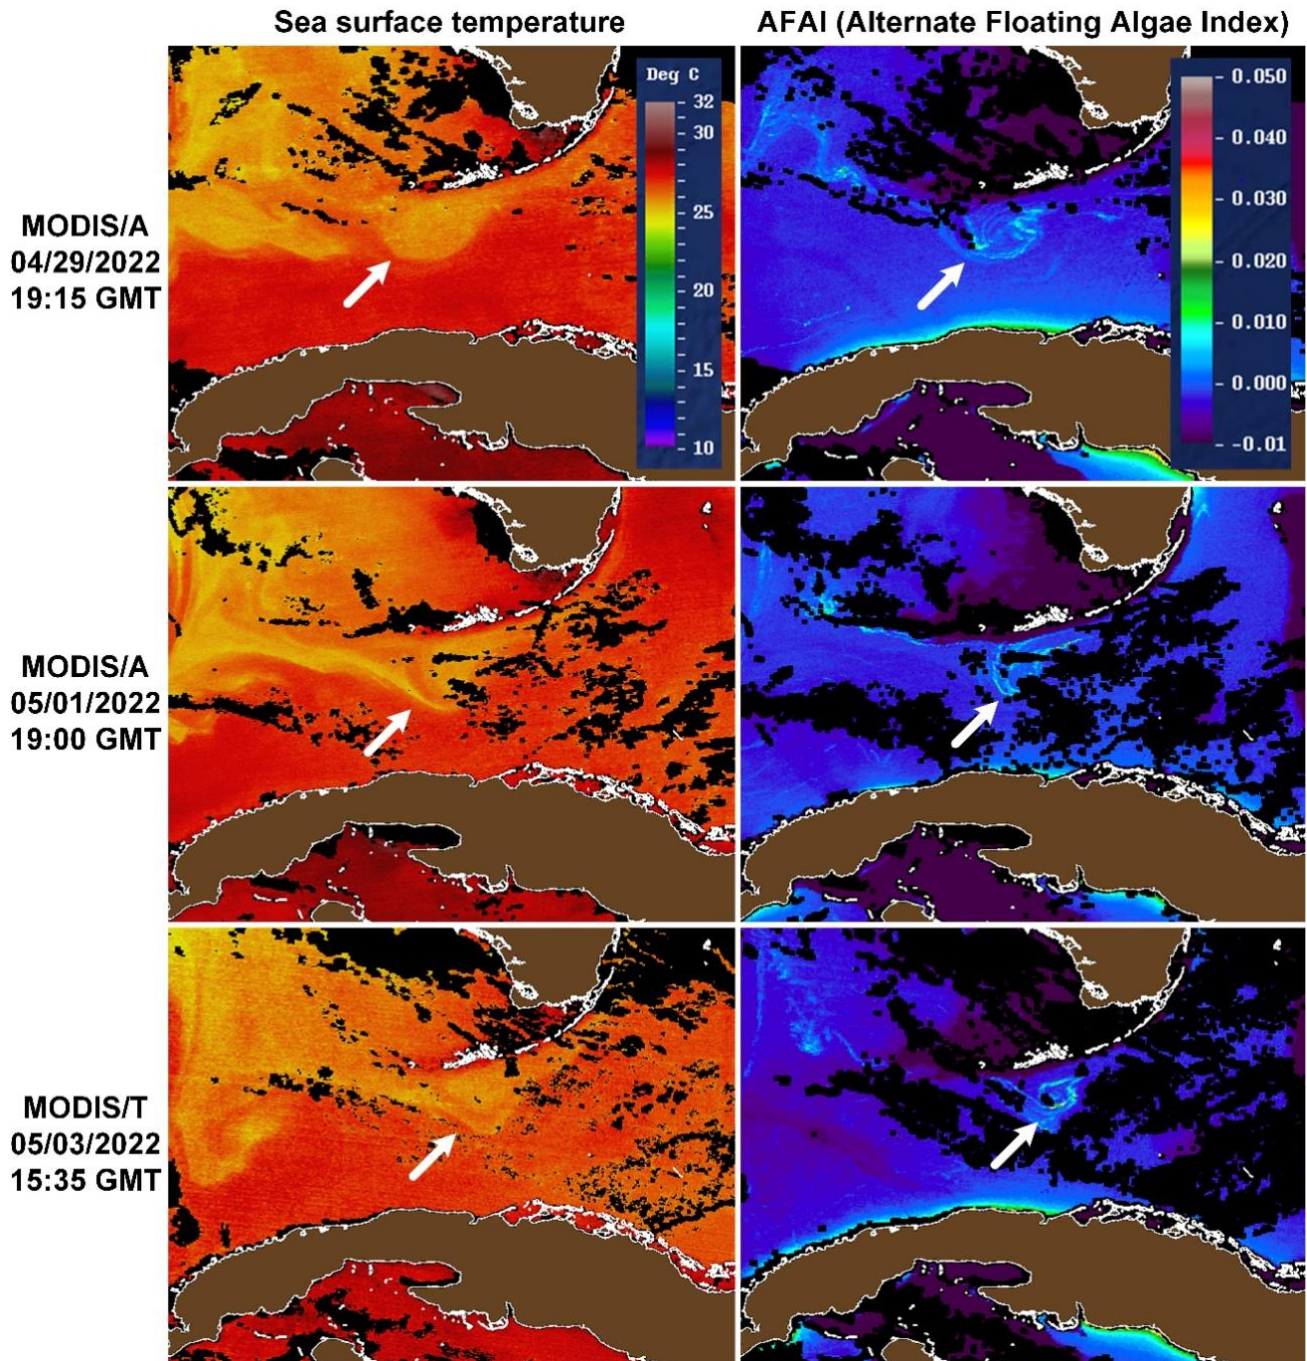 Sea surface temperature
AFAI (Alternate Floating Algae Index)
MODIS/A
04/29/2022
19:15 GMT
Deg C
32
30
25
20
15
10
0.050
0.040
0.030
0.020
0.010
0.000
-0.01
MODIS/A
05/01/2022
19:00 GMT
MODIS/T
05/03/2022
15:35 GMT